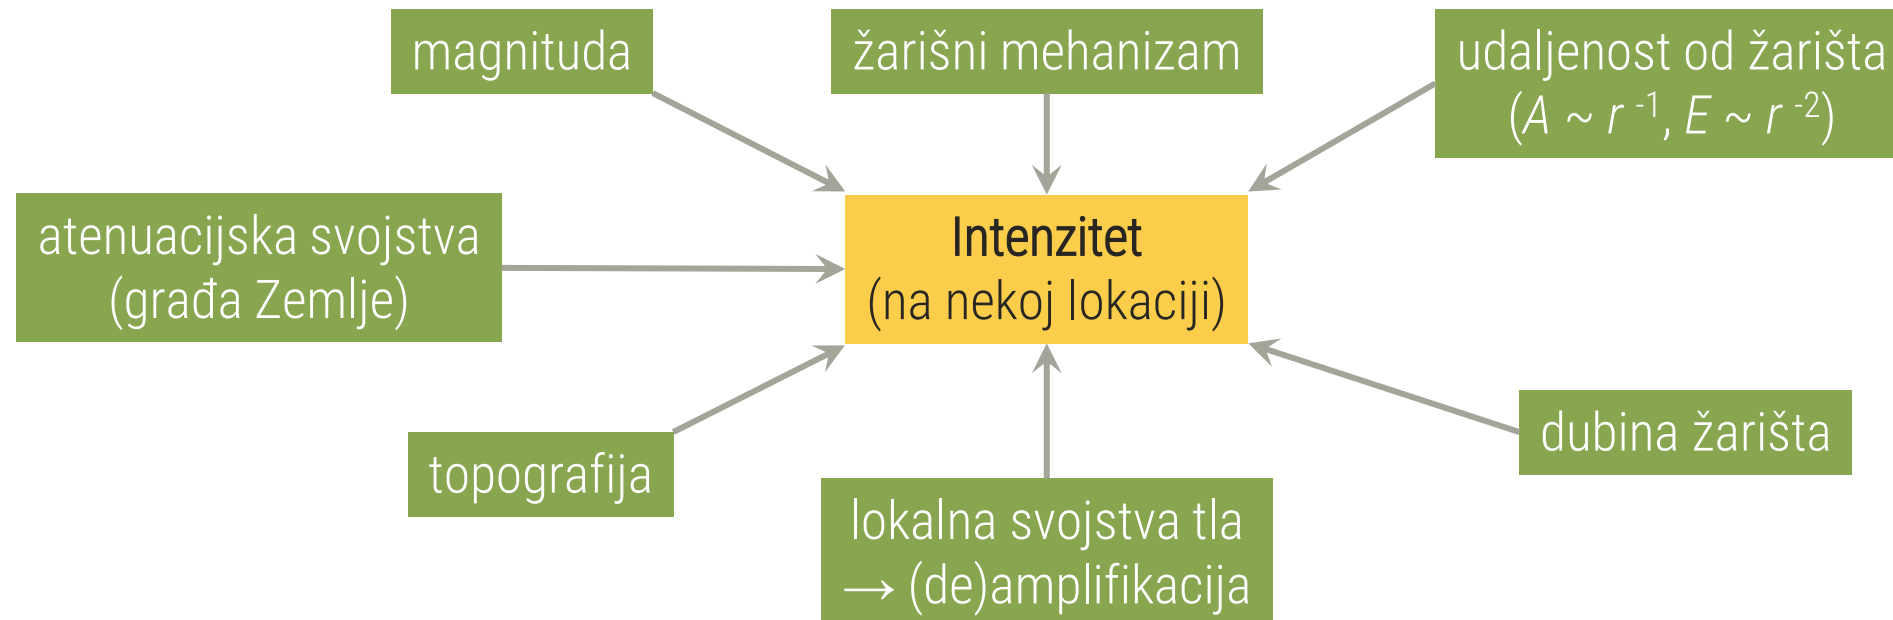 magnituda
žarišni mehanizam
udaljenost od žarišta
(A ~ r ⁻¹, E ~ r ⁻²)
atenuacijska svojstva
(građa Zemlje)
Intenzitet
(na nekoj lokaciji)
topografija
lokalna svojstva tla
→ (de)amplifikacija
dubina žarišta